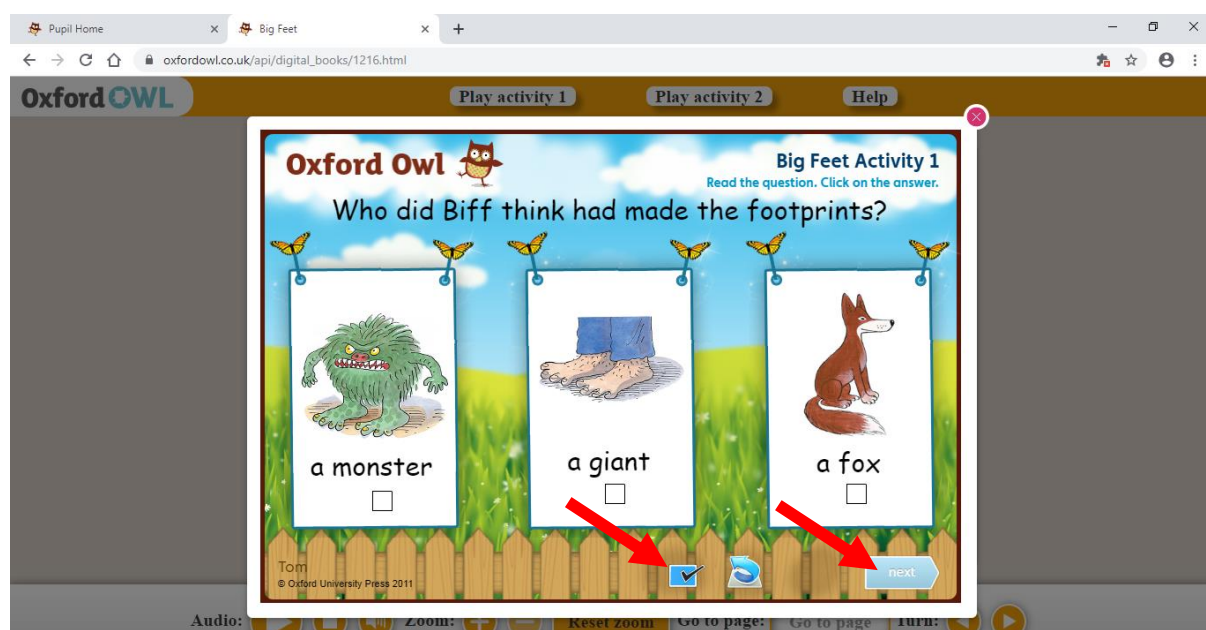 Pupil Home
Big Feet
oxfordowl.co.uk/api/digital_books/1216.html
Oxford OWL
Play activity 1
Play activity 2
Help
Oxford Owl
Big Feet Activity 1
Read the question. Click on the answer.
Who did Biff think had made the footprints?
a monster
a giant
a fox
Tom
© Oxford University Press 2011
next
Audio:
Zoom:
Reset zoom
Go to page:
Go to page
Turn: